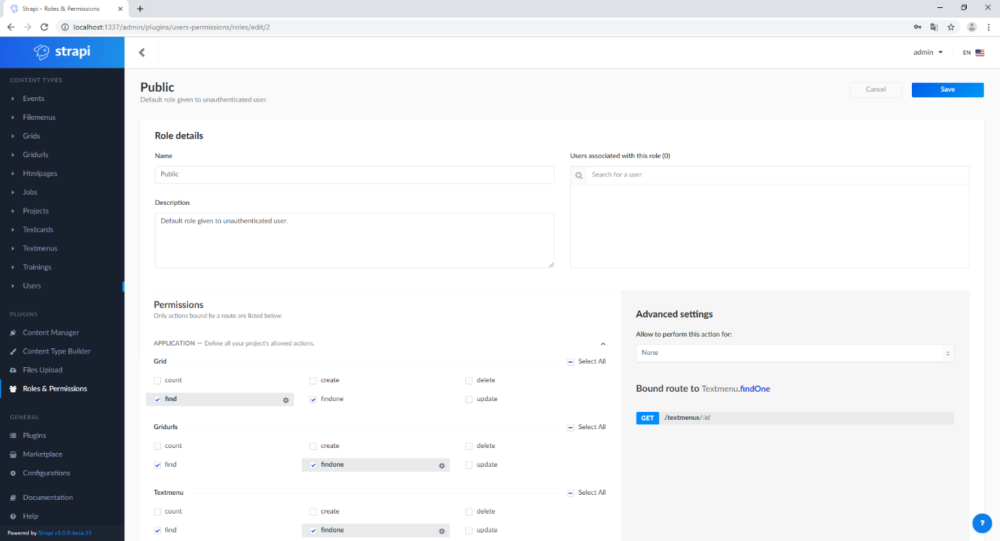 Strapi - Roles & Permissions
localhost:1337/admin/plugins/users-permissions/roles/edit/2
strapi
admin
EN
CONTENT TYPES
Events
Filemenus
Grids
Gridurls
Htmlpages
Jobs
Projects
Textcards
Textmenus
Trainings
Users
PLUGINS
Content Manager
Content Type Builder
Files Upload
Roles & Permissions
GENERAL
Plugins
Marketplace
Configurations
Documentation
Help
Powered by Strapi v3.0.0-beta.15
Public
Default role given to unauthenticated user.
Cancel
Save
Role details
Name
Public
Description
Default role given to unauthenticated user.
Users associated with this role (0)
Search for a user
Permissions
Only actions bound by a route are listed below.
APPLICATION — Define all your project's allowed actions.
Grid
Select All
count create delete
find findone update
Gridurls
Select All
count create delete
find findone update
Textmenu
Select All
count create delete
find findone update
Advanced settings
Allow to perform this action for:
None
Bound route to Textmenu.findOne
GET /textmenus/:id
?